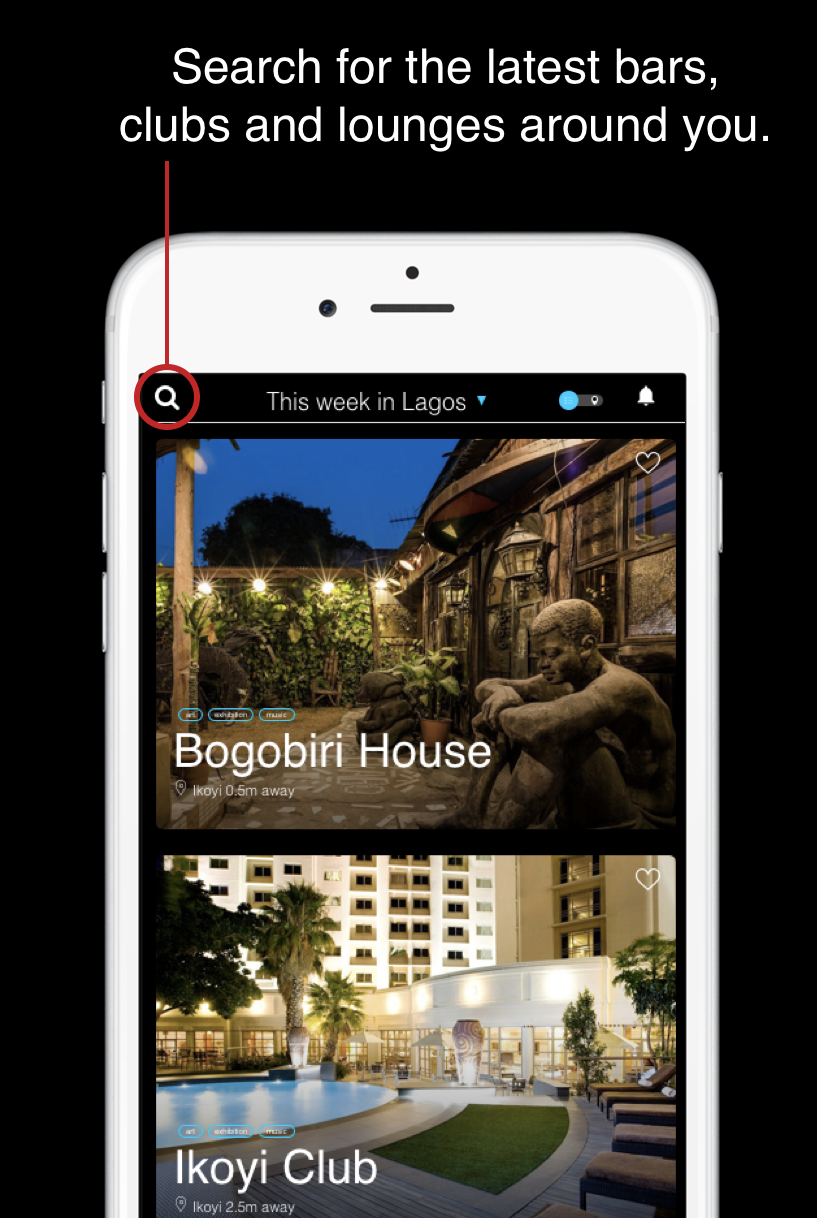 Search for the latest bars,
clubs and lounges around you.
This week in Lagos
art exhibition music
Bogobiri House
Ikoyi 0.5m away
art exhibition music
Ikoyi Club
Ikoyi 2.5m away